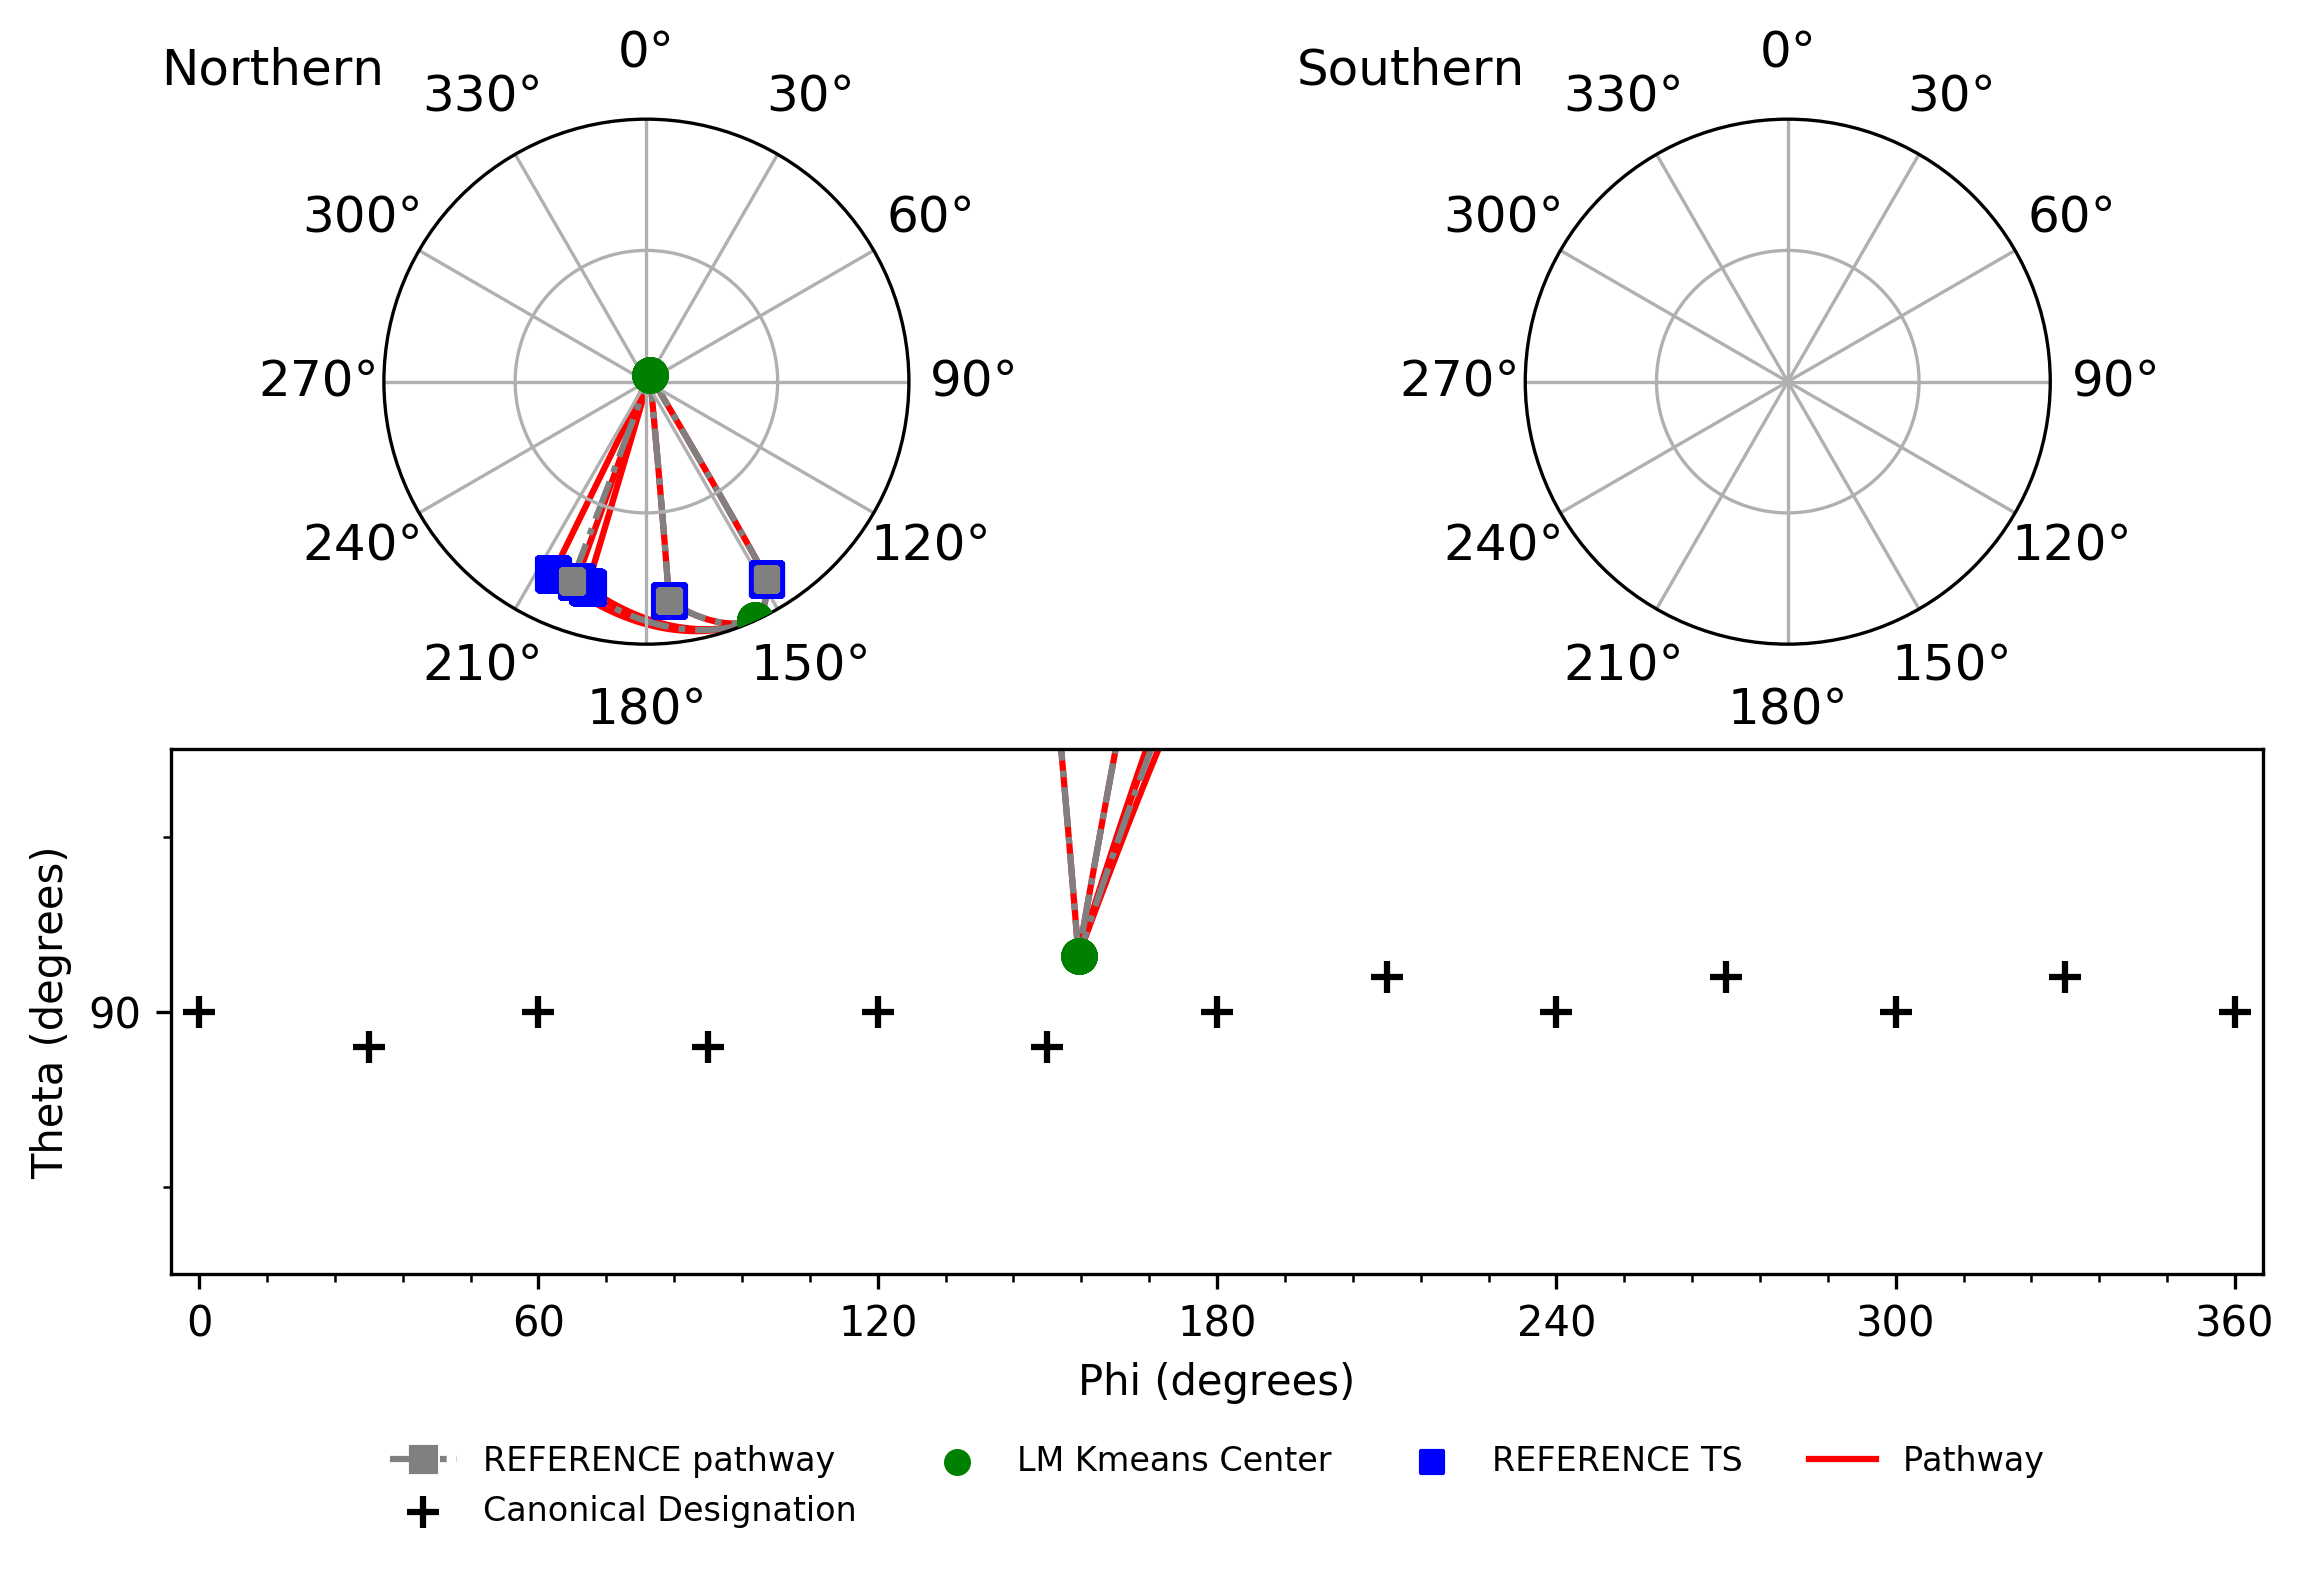 Northern
0°
30°
60°
90°
120°
150°
180°
210°
240°
270°
300°
330°
Southern
0°
30°
60°
90°
120°
150°
180°
210°
240°
270°
300°
330°
Theta (degrees)
90
0 60 120 180 240 300 360
Phi (degrees)
REFERENCE pathway
Canonical Designation
LM Kmeans Center
REFERENCE TS
Pathway